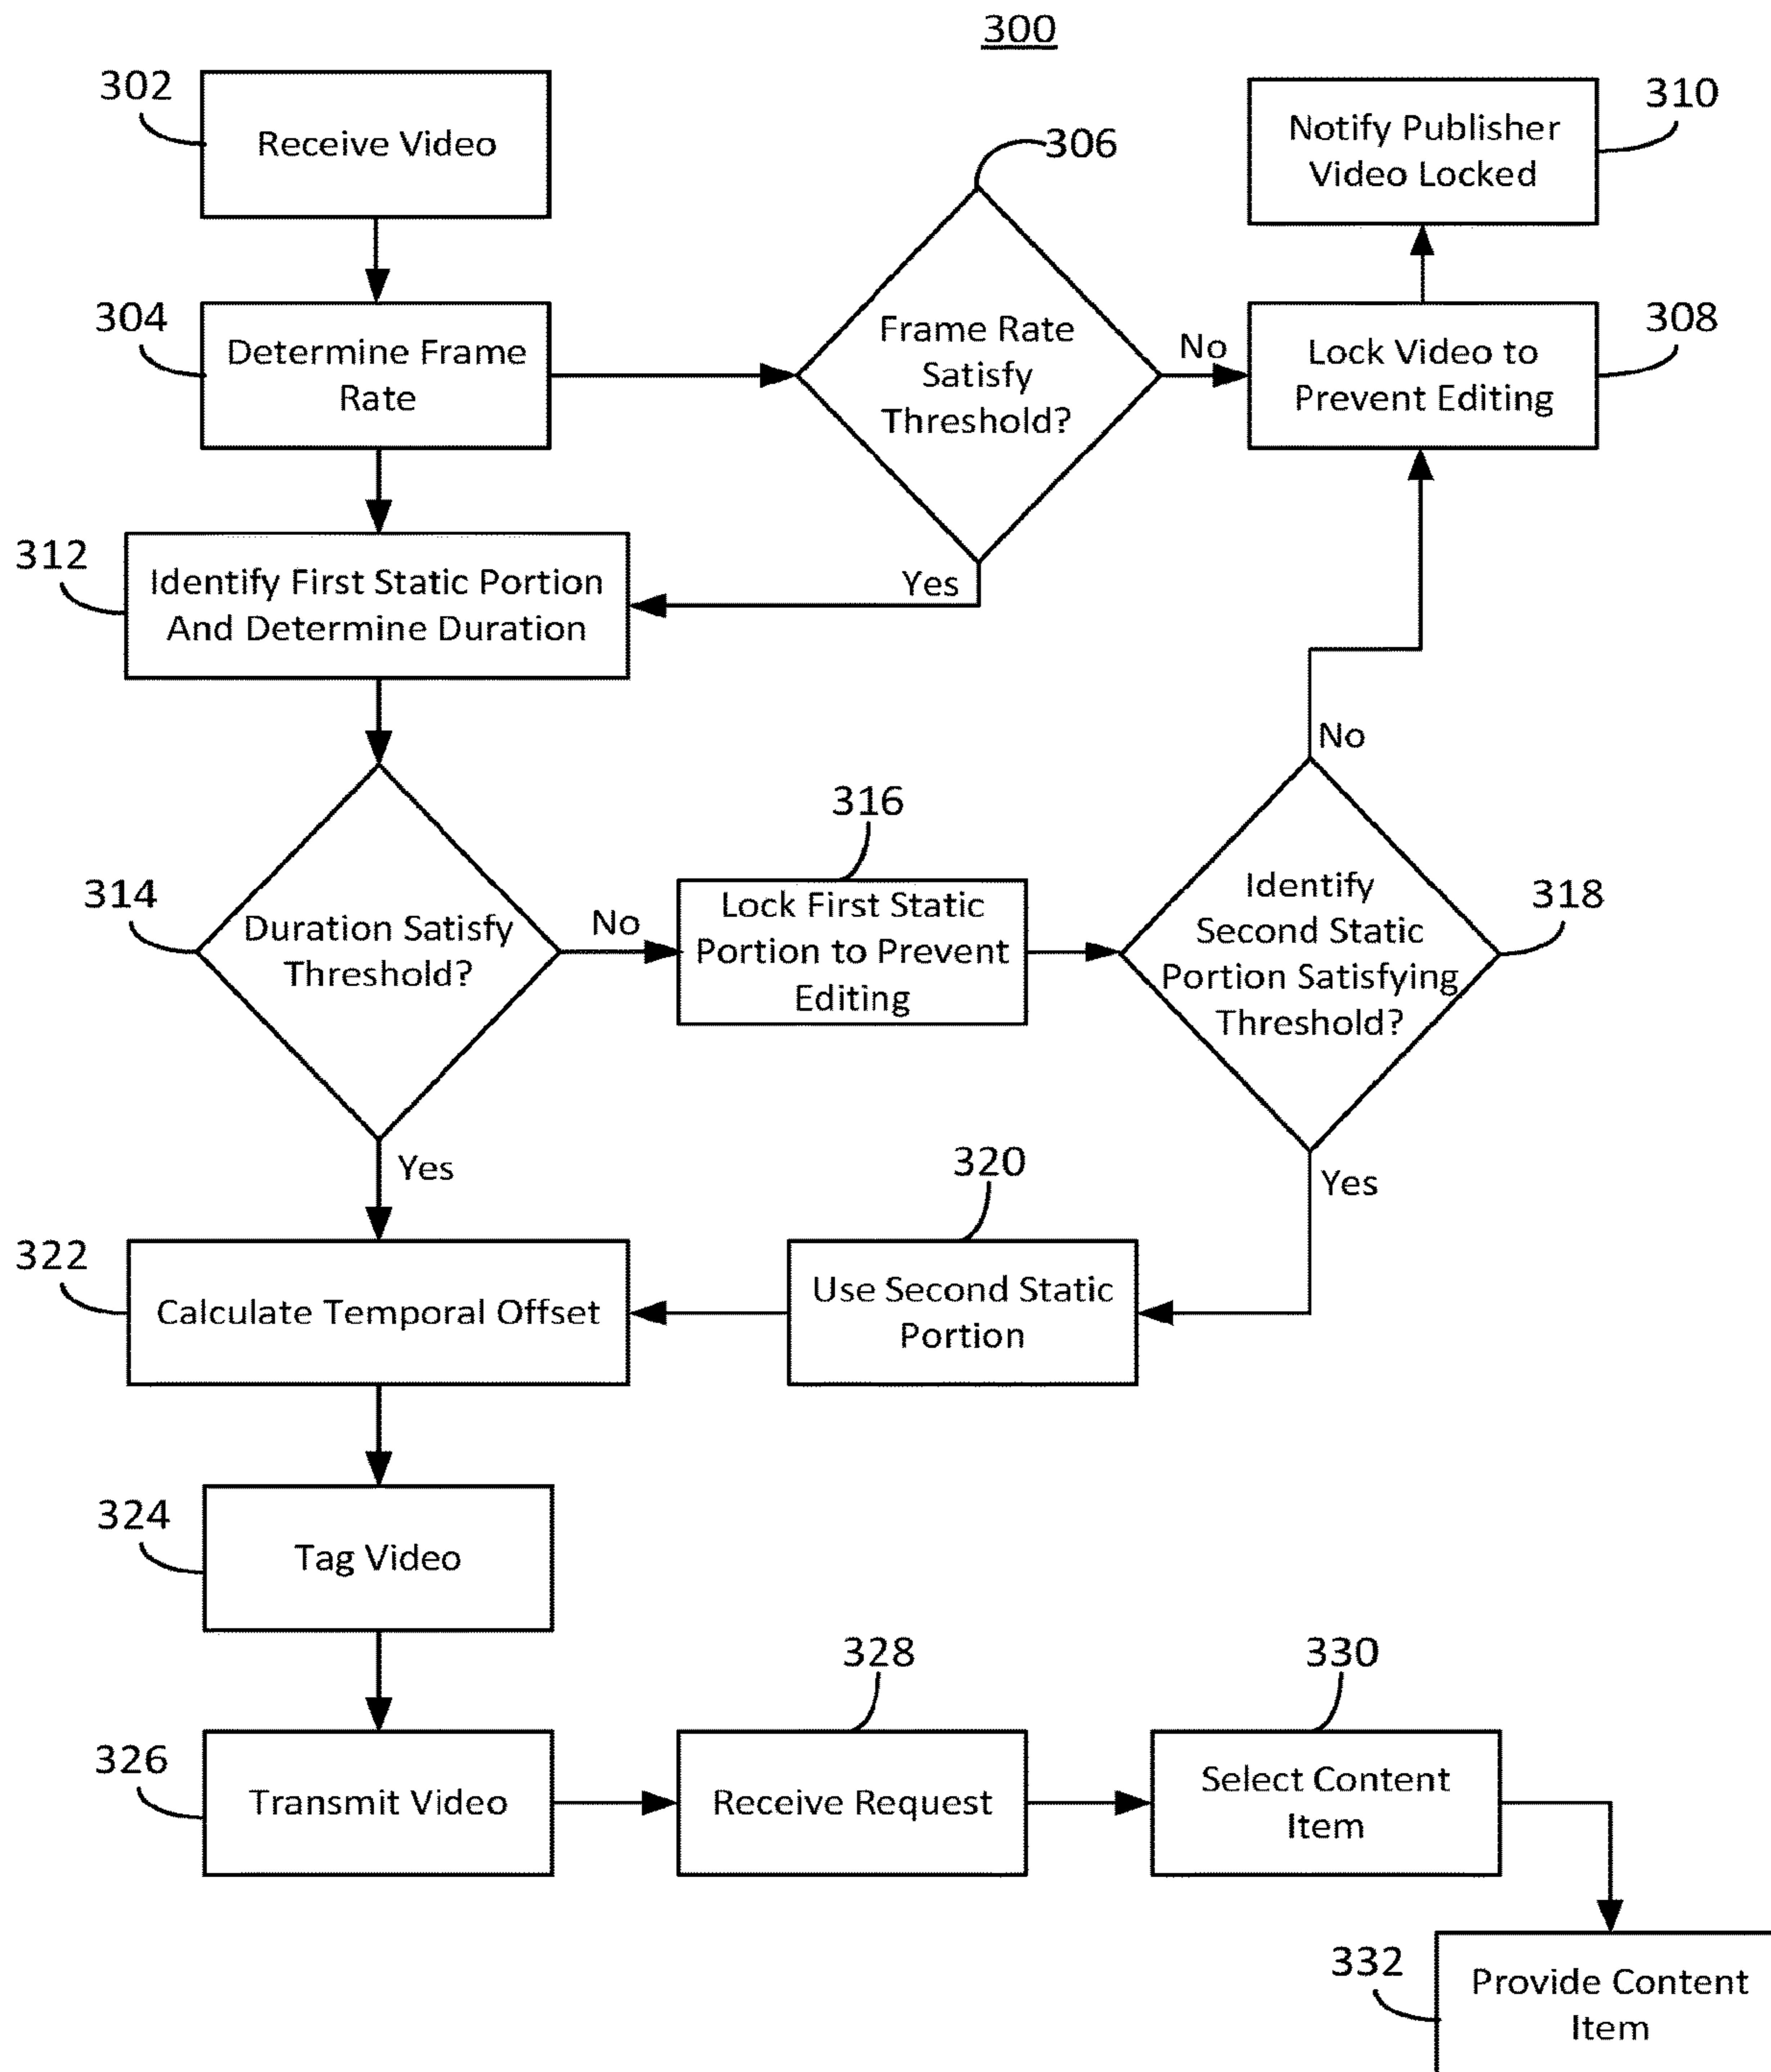 300
302
Receive Video
310
Notify Publisher
Video Locked
306
304
Determine Frame
Rate
Frame Rate
Satisfy
Threshold?
No
308
Lock Video to
Prevent Editing
Yes
312
Identify First Static Portion
And Determine Duration
No
314
Duration Satisfy
Threshold?
No
316
Lock First Static
Portion to Prevent
Editing
318
Identify
Second Static
Portion Satisfying
Threshold?
Yes
Yes
320
Use Second Static
Portion
322
Calculate Temporal Offset
324
Tag Video
326
Transmit Video
328
Receive Request
330
Select Content
Item
332
Provide Content
Item